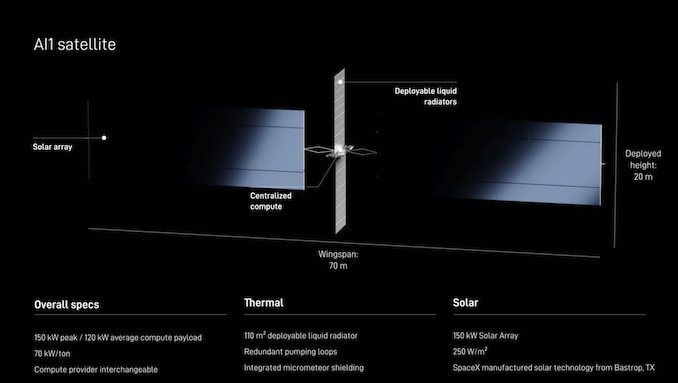 AI1 satellite
Deployable liquid
radiators
Solar array
Deployed
height:
20 m
Centralized
compute
Wingspan:
70 m
Overall specs
150 kW peak / 120 kW average compute payload
70 kW/ton
Compute provider interchangeable
Thermal
110 m² deployable liquid radiator
Redundant pumping loops
Integrated micrometeor shielding
Solar
150 kW Solar Array
250 W/m²
SpaceX manufactured solar technology from Bastrop, TX